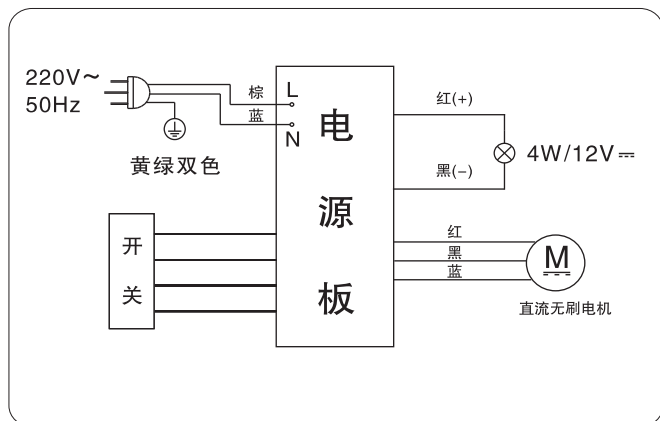 220V～
50Hz
棕
蓝
L
N
黄绿双色
电
源
板
红(+)
黑(-)
4W/12V⎓
开
关
红
黑
蓝
M
直流无刷电机